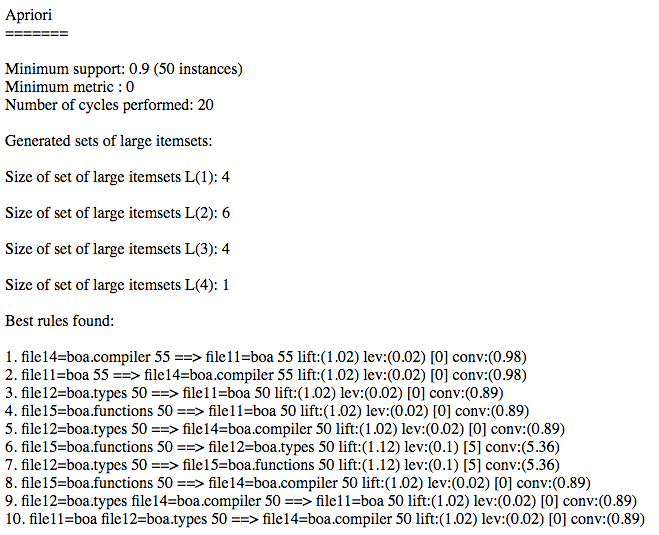 Apriori
=======
Minimum support: 0.9 (50 instances)
Minimum metric : 0
Number of cycles performed: 20
Generated sets of large itemsets:
Size of set of large itemsets L(1): 4
Size of set of large itemsets L(2): 6
Size of set of large itemsets L(3): 4
Size of set of large itemsets L(4): 1
Best rules found:
1. file14=boa.compiler 55 ==> file11=boa 55 lift:(1.02) lev:(0.02) [0] conv:(0.98)
2. file11=boa 55 ==> file14=boa.compiler 55 lift:(1.02) lev:(0.02) [0] conv:(0.98)
3. file12=boa.types 50 ==> file11=boa 50 lift:(1.02) lev:(0.02) [0] conv:(0.89)
4. file15=boa.functions 50 ==> file11=boa 50 lift:(1.02) lev:(0.02) [0] conv:(0.89)
5. file12=boa.types 50 ==> file14=boa.compiler 50 lift:(1.02) lev:(0.02) [0] conv:(0.89)
6. file15=boa.functions 50 ==> file12=boa.types 50 lift:(1.12) lev:(0.1) [5] conv:(5.36)
7. file12=boa.types 50 ==> file15=boa.functions 50 lift:(1.12) lev:(0.1) [5] conv:(5.36)
8. file15=boa.functions 50 ==> file14=boa.compiler 50 lift:(1.02) lev:(0.02) [0] conv:(0.89)
9. file12=boa.types file14=boa.compiler 50 ==> file11=boa 50 lift:(1.02) lev:(0.02) [0] conv:(0.89)
10. file11=boa file12=boa.types 50 ==> file14=boa.compiler 50 lift:(1.02) lev:(0.02) [0] conv:(0.89)